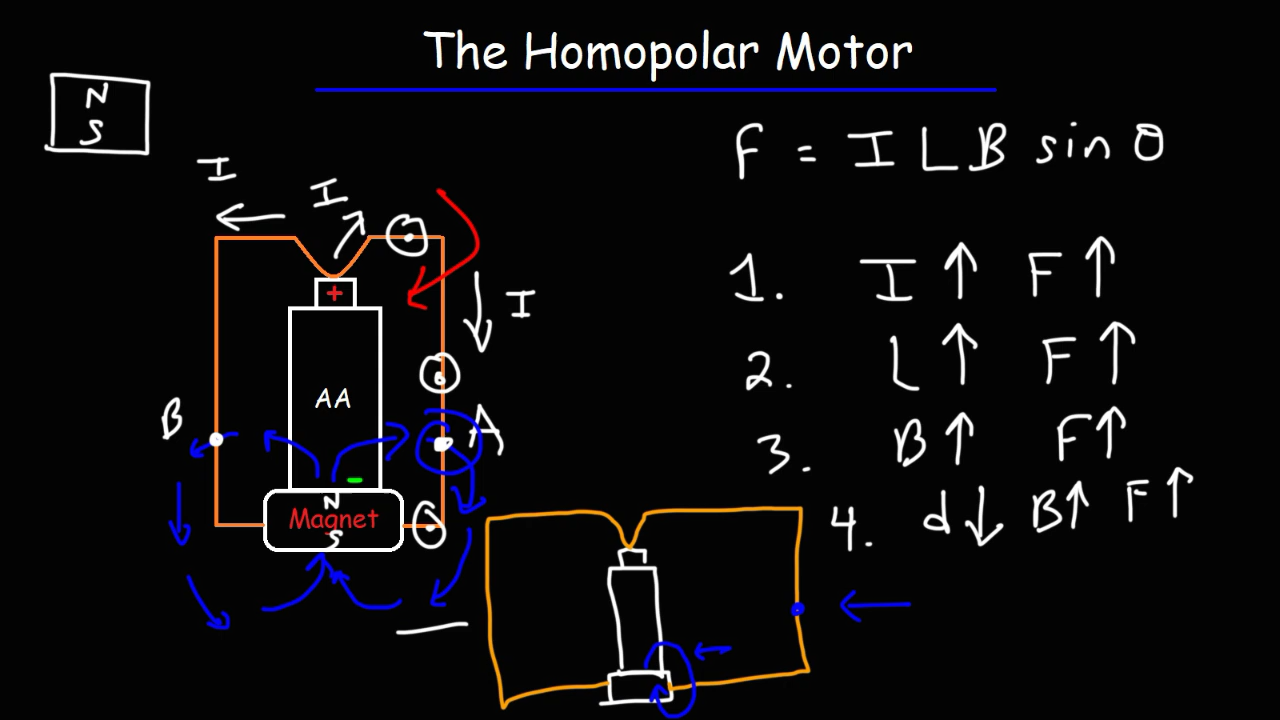 The Homopolar Motor
N
S
F = I L B sin θ
I
I
+
I
1. I ↑ F ↑
AA
2. L ↑ F ↑
B
A
3. B ↑ F ↑
-
N
Magnet
S
4. d ↓ B ↑ F ↑